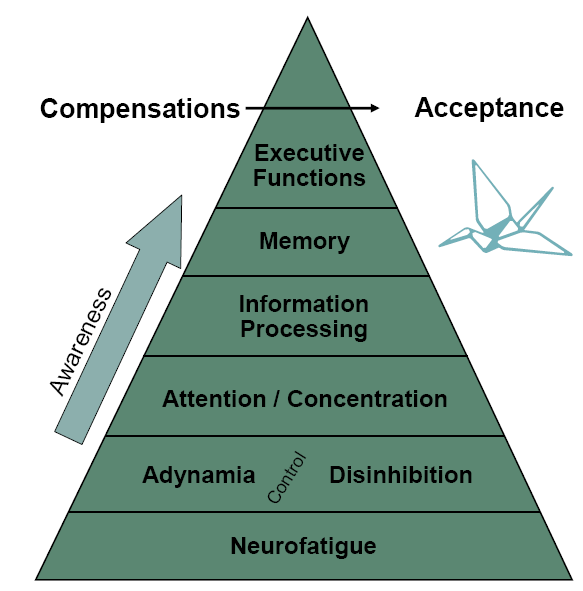 Compensations
Acceptance
Executive
Functions
Memory
Information
Processing
Awareness
Attention / Concentration
Adynamia
Control
Disinhibition
Neurofatigue